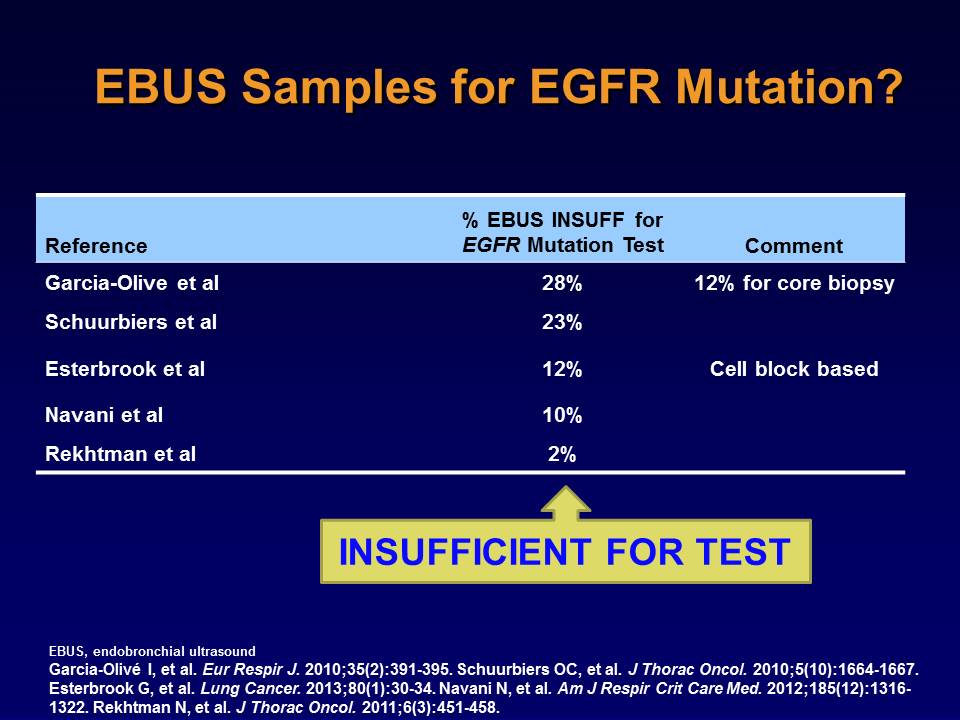 EBUS Samples for EGFR Mutation?
% EBUS INSUFF for
Reference EGFR Mutation Test Comment
Garcia-Olive et al 28% 12% for core biopsy
Schuurbiers et al 23%
Esterbrook et al 12% Cell block based
Navani et al 10%
Rekhtman et al 2%
INSUFFICIENT FOR TEST
EBUS, endobronchial ultrasound
Garcia-Olivé I, et al. Eur Respir J. 2010;35(2):391-395. Schuurbiers OC, et al. J Thorac Oncol. 2010;5(10):1664-1667.
Esterbrook G, et al. Lung Cancer. 2013;80(1):30-34. Navani N, et al. Am J Respir Crit Care Med. 2012;185(12):1316-
1322. Rekhtman N, et al. J Thorac Oncol. 2011;6(3):451-458.